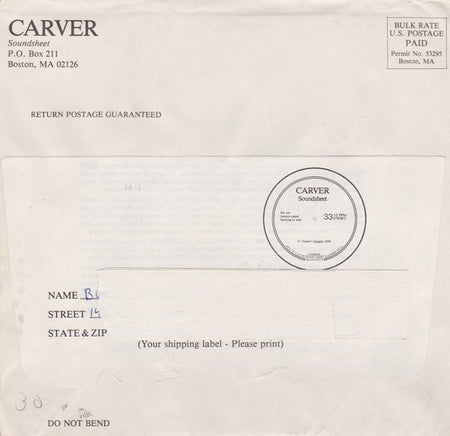 CARVER
Soundsheet
P.O. Box 211
Boston, MA 02126
BULK RATE
U.S. POSTAGE
PAID
Permit No. 53295
Boston, MA
RETURN POSTAGE GUARANTEED
CARVER
Soundsheet
33
NAME
STREET
STATE & ZIP
(Your shipping label - Please print)
30
DO NOT BEND